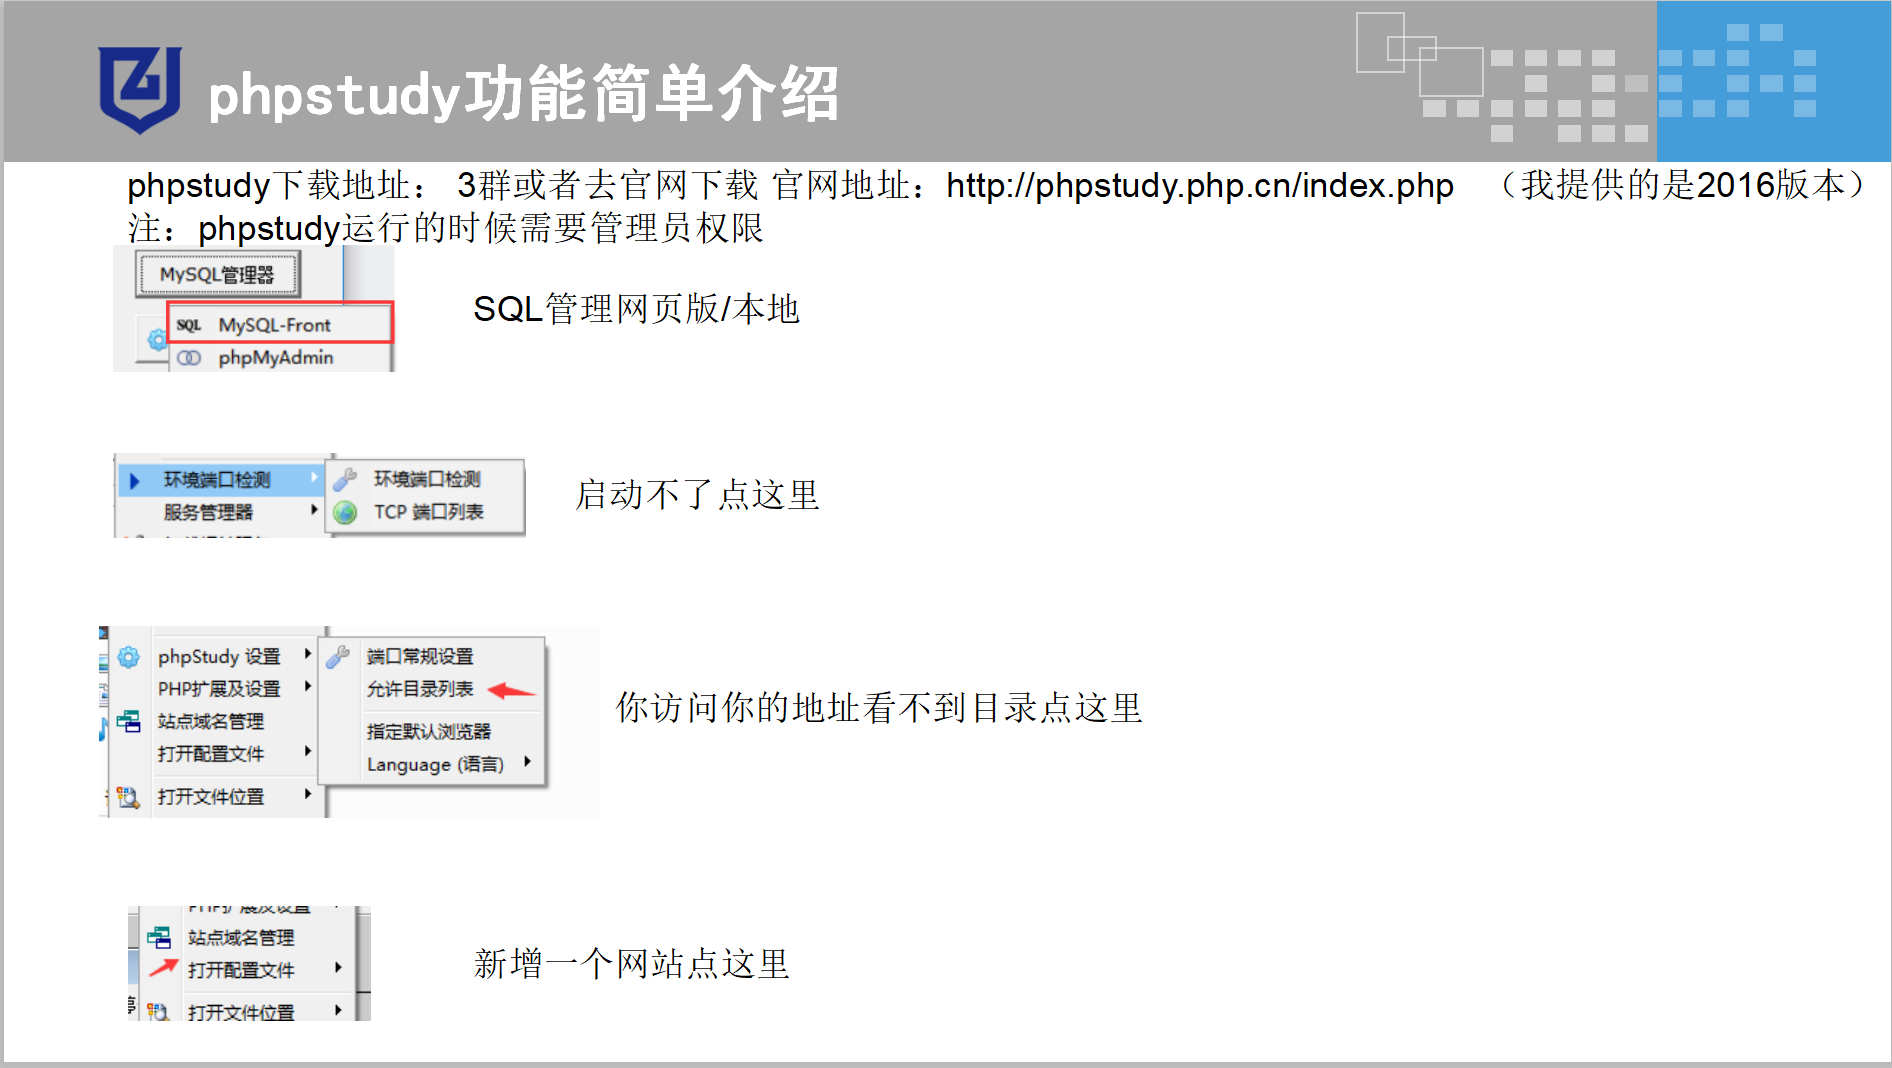 phpstudy功能简单介绍
phpstudy下载地址： 3群或者去官网下载 官网地址：http://phpstudy.php.cn/index.php （我提供的是2016版本）
注：phpstudy运行的时候需要管理员权限
MySQL管理器
SQL MySQL-Front
phpMyAdmin
SQL管理网页版/本地
环境端口检测
服务管理器
环境端口检测
TCP 端口列表
启动不了点这里
phpStudy 设置
PHP扩展及设置
站点域名管理
打开配置文件
打开文件位置
端口常规设置
允许目录列表
指定默认浏览器
Language (语言)
你访问你的地址看不到目录点这里
PHP扩展及设置
站点域名管理
打开配置文件
打开文件位置
新增一个网站点这里